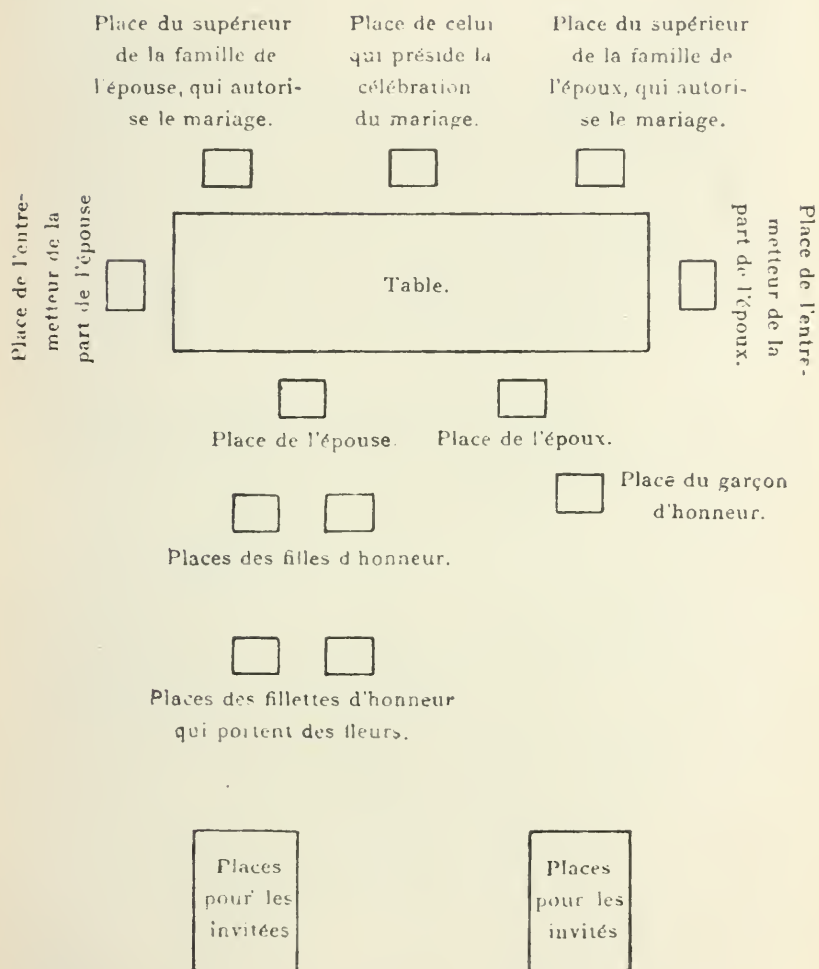 Place du supérieur
de la famille de
l'épouse, qui autori-
se le mariage.
Place de celui
qui préside la
célébration
du mariage.
Place du supérieur
de la famille de
l'époux, qui autori-
se le mariage.
Place de l'entre-
metteur de la
part de l'épouse
Table.
Place de l'entre-
metteur de la
part de l'époux.
Place de l'épouse.
Place de l'époux.
Place du garçon
d'honneur.
Places des filles d honneur.
Places des fillettes d'honneur
qui portent des fleurs.
Places
pour les
invitées
Places
pour les
invités